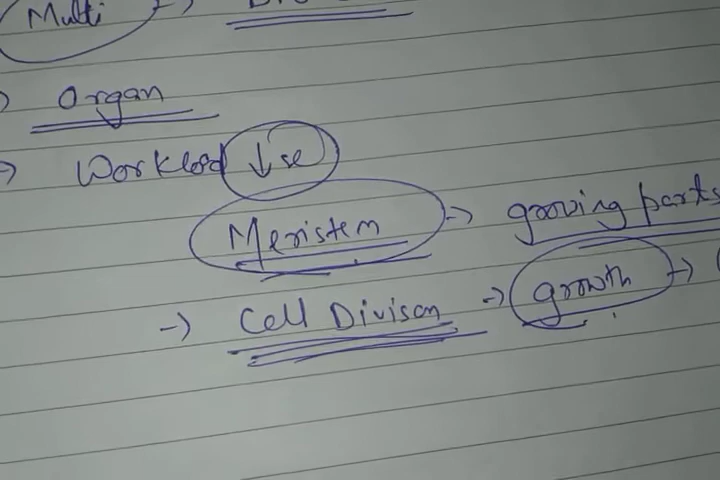 Multi →
Organ
→ Workload ↓se
Meristem → growing parts
→ Cell Divison → growth →